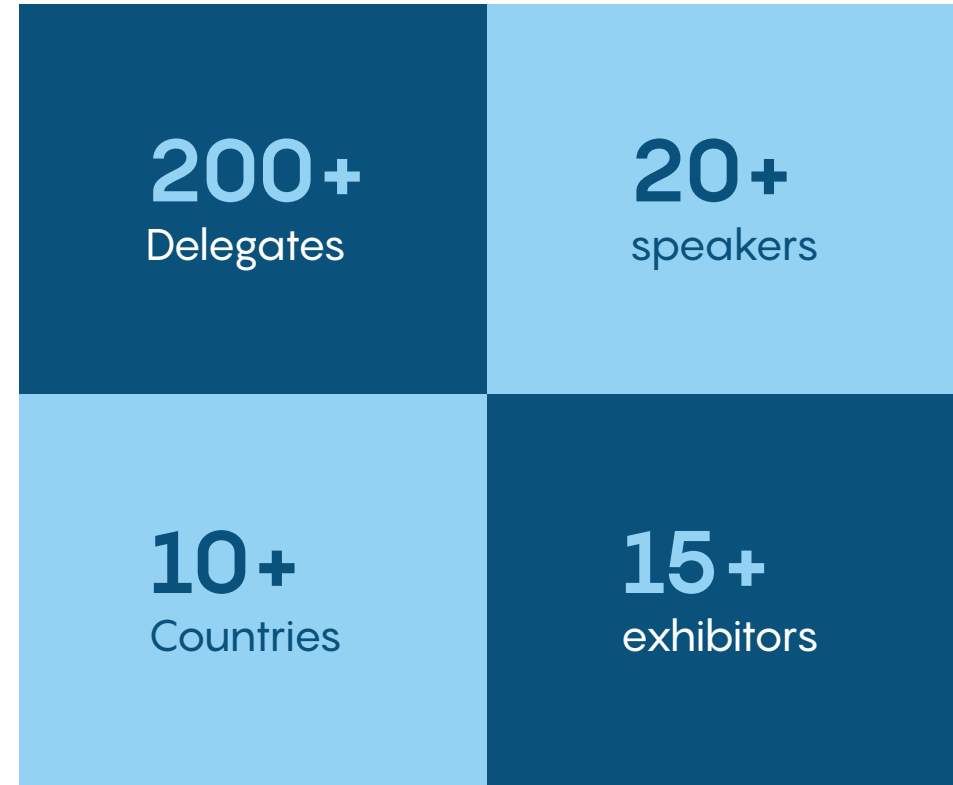 200+
Delegates
20+
speakers
10+
Countries
15+
exhibitors